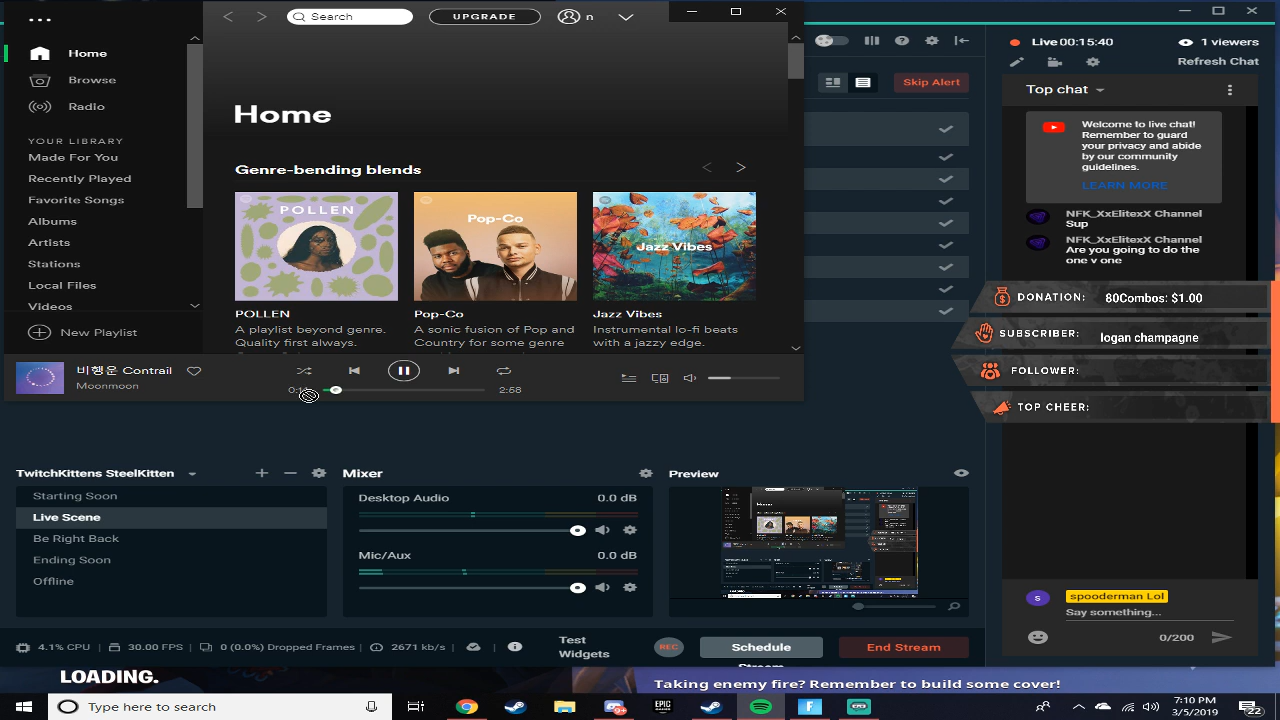 Search
UPGRADE
n
Home
Browse
Radio
YOUR LIBRARY
Made For You
Recently Played
Favorite Songs
Albums
Artists
Stations
Local Files
Videos
New Playlist
Home
Genre-bending blends
POLLEN
Pop-Co
Jazz Vibes
POLLEN
A playlist beyond genre.
Quality first always.
Pop-Co
A sonic fusion of Pop and
Country for some genre
Jazz Vibes
Instrumental lo-fi beats
with a jazzy edge.
비행운 Contrail
Moonmoon
2:58
Skip Alert
Live 00:15:40
1 viewers
Refresh Chat
Top chat
Welcome to live chat!
Remember to guard
your privacy and abide
by our community
guidelines.
LEARN MORE
NFK_XxElitexX Channel
Sup
NFK_XxElitexX Channel
Are you going to do the
one v one
DONATION: 80Combos: $1.00
SUBSCRIBER: logan champagne
FOLLOWER:
TOP CHEER:
TwitchKittens SteelKitten
Starting Soon
Live Scene
Be Right Back
Ending Soon
Offline
Mixer
Desktop Audio 0.0 dB
Mic/Aux 0.0 dB
Preview
s
spooderman Lol
Say something...
0/200
4.1% CPU
30.00 FPS
0 (0.0%) Dropped Frames
2671 kb/s
Test
Widgets
REC
Schedule
Stream
End Stream
LOADING.
Taking enemy fire? Remember to build some cover!
Type here to search
EPIC
GAMES
7:10 PM
3/5/2019
22